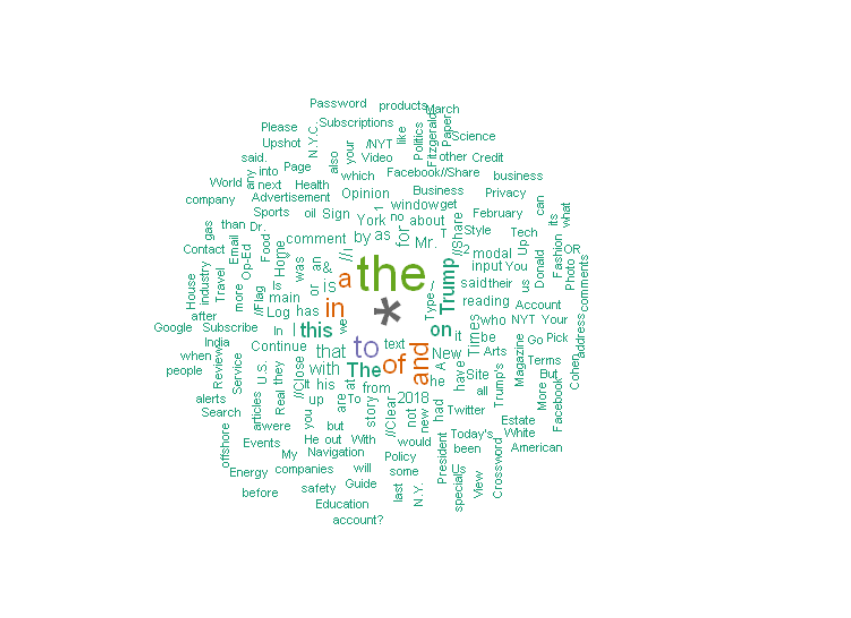 Password products March
Please Subscriptions N.Y.C. like Politics Fitzgerald Paper Science
Upshot also your /NYT Video other Credit
said. into any Page which Facebook//Share business
World next Health Opinion Business Privacy
company Advertisement 1 window get can
Sports oil Sign York no about February its what
gas than Dr. comment by as for Mr. T //Share Style Tech
Contact Email Op-Ed Food Home was an & //I 2 modal Up Fashion OR
House industry Travel more Is is a the Trump input You Donald Photo comments
//Flag main or in Type / said their us
Log has * reading Account
Google Subscribe In I this we on it Times who NYT Your address
India Continue that to text New be Go Pick
when Review Service U.S. they with The of and A Arts Magazine Terms Cohen
people Real //Close It his at from he have Site Trump's But
alerts articles up are To story 2018 all More Facebook
Search a were you but //Clear not new had Twitter Estate
offshore Events He out With would Today's White
My Navigation Policy President been American
Energy companies will some Us Crossword
before safety Guide last N.Y. special View
Education
account?